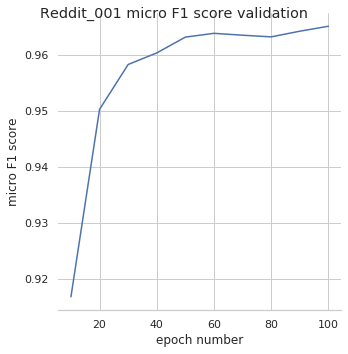 Reddit_001 micro F1 score validation
0.96
0.95
0.94
0.93
0.92
micro F1 score
20 40 60 80 100
epoch number